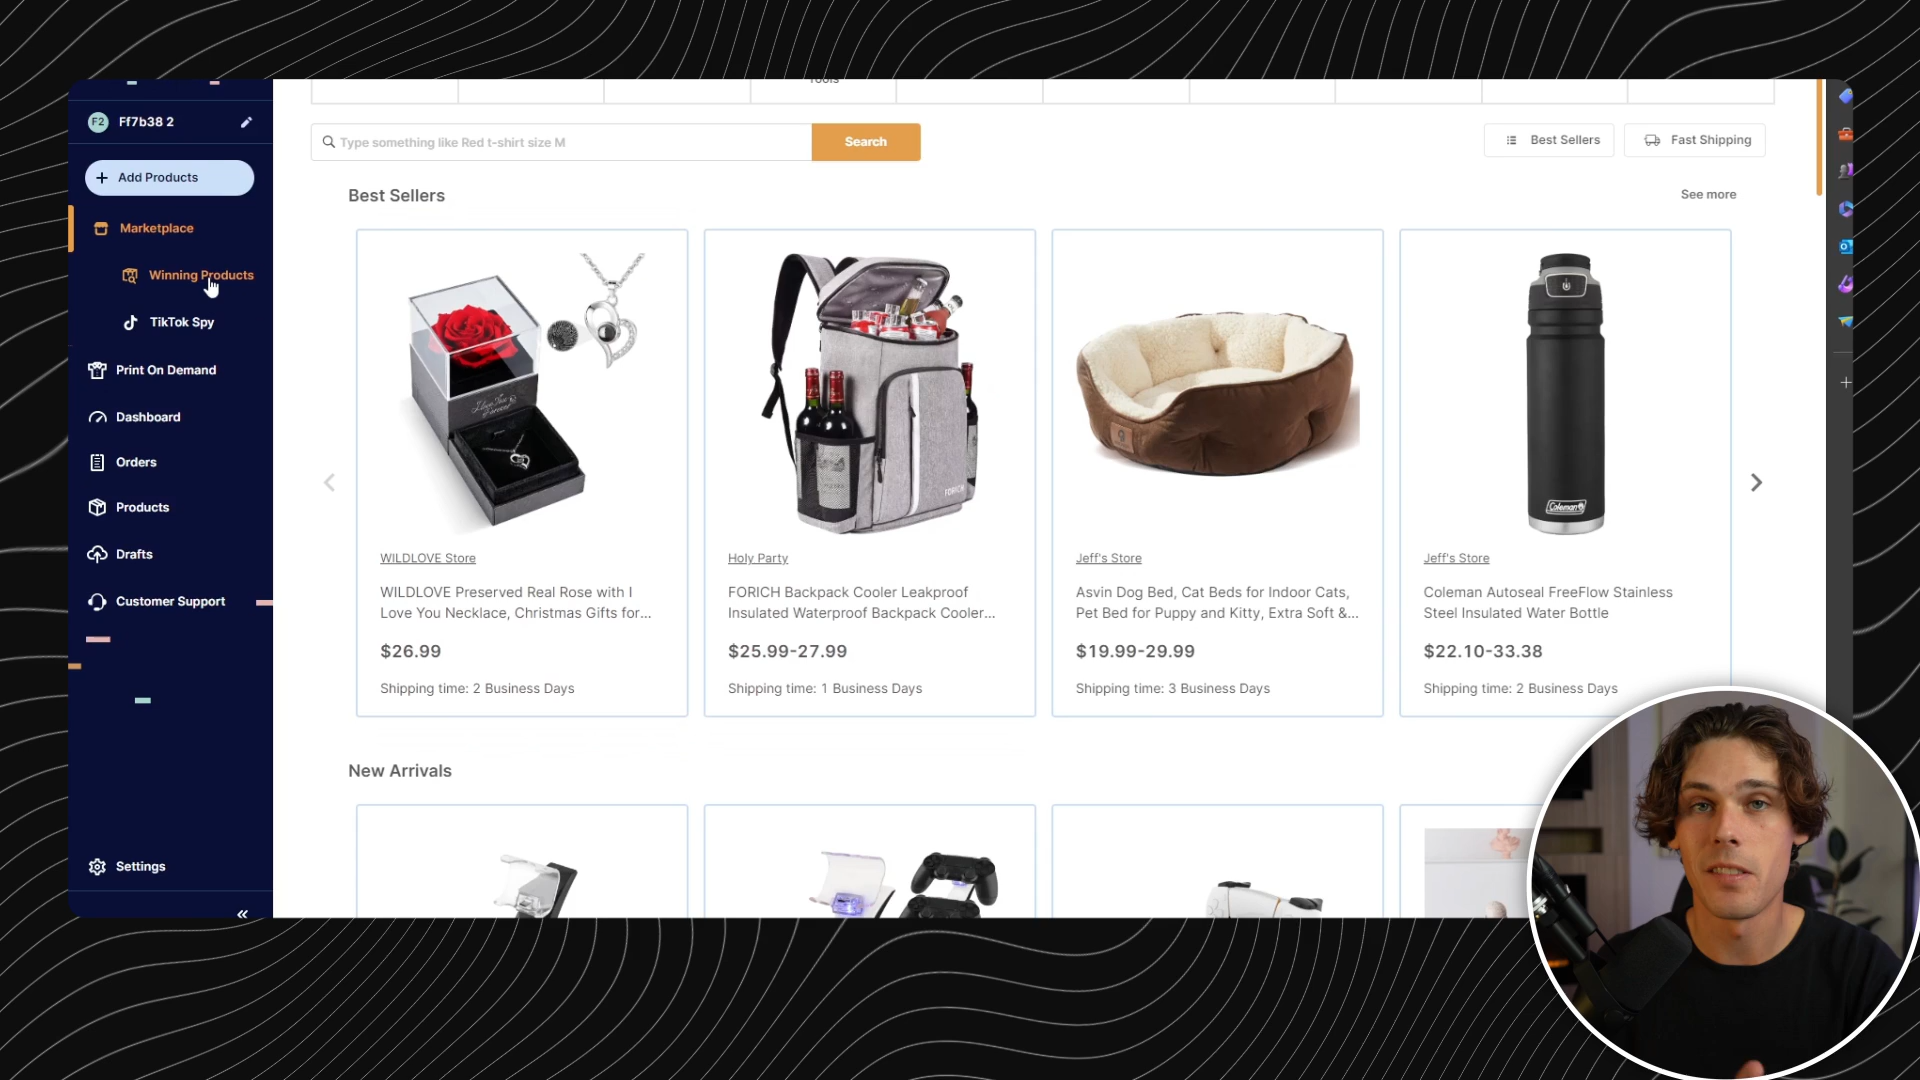 Tools
F2 Ff7b38 2
Add Products
Marketplace
Winning Products
TikTok Spy
Print On Demand
Dashboard
Orders
Products
Drafts
Customer Support
Settings
Type something like Red t-shirt size M
Search
Best Sellers
Fast Shipping
Best Sellers
See more
I Love You
FORICH
Coleman
WILDLOVE Store
WILDLOVE Preserved Real Rose with I
Love You Necklace, Christmas Gifts for...
$26.99
Shipping time: 2 Business Days
Holy Party
FORICH Backpack Cooler Leakproof
Insulated Waterproof Backpack Cooler...
$25.99-27.99
Shipping time: 1 Business Days
Jeff's Store
Asvin Dog Bed, Cat Beds for Indoor Cats,
Pet Bed for Puppy and Kitty, Extra Soft &...
$19.99-29.99
Shipping time: 3 Business Days
Jeff's Store
Coleman Autoseal FreeFlow Stainless
Steel Insulated Water Bottle
$22.10-33.38
Shipping time: 2 Business Days
New Arrivals